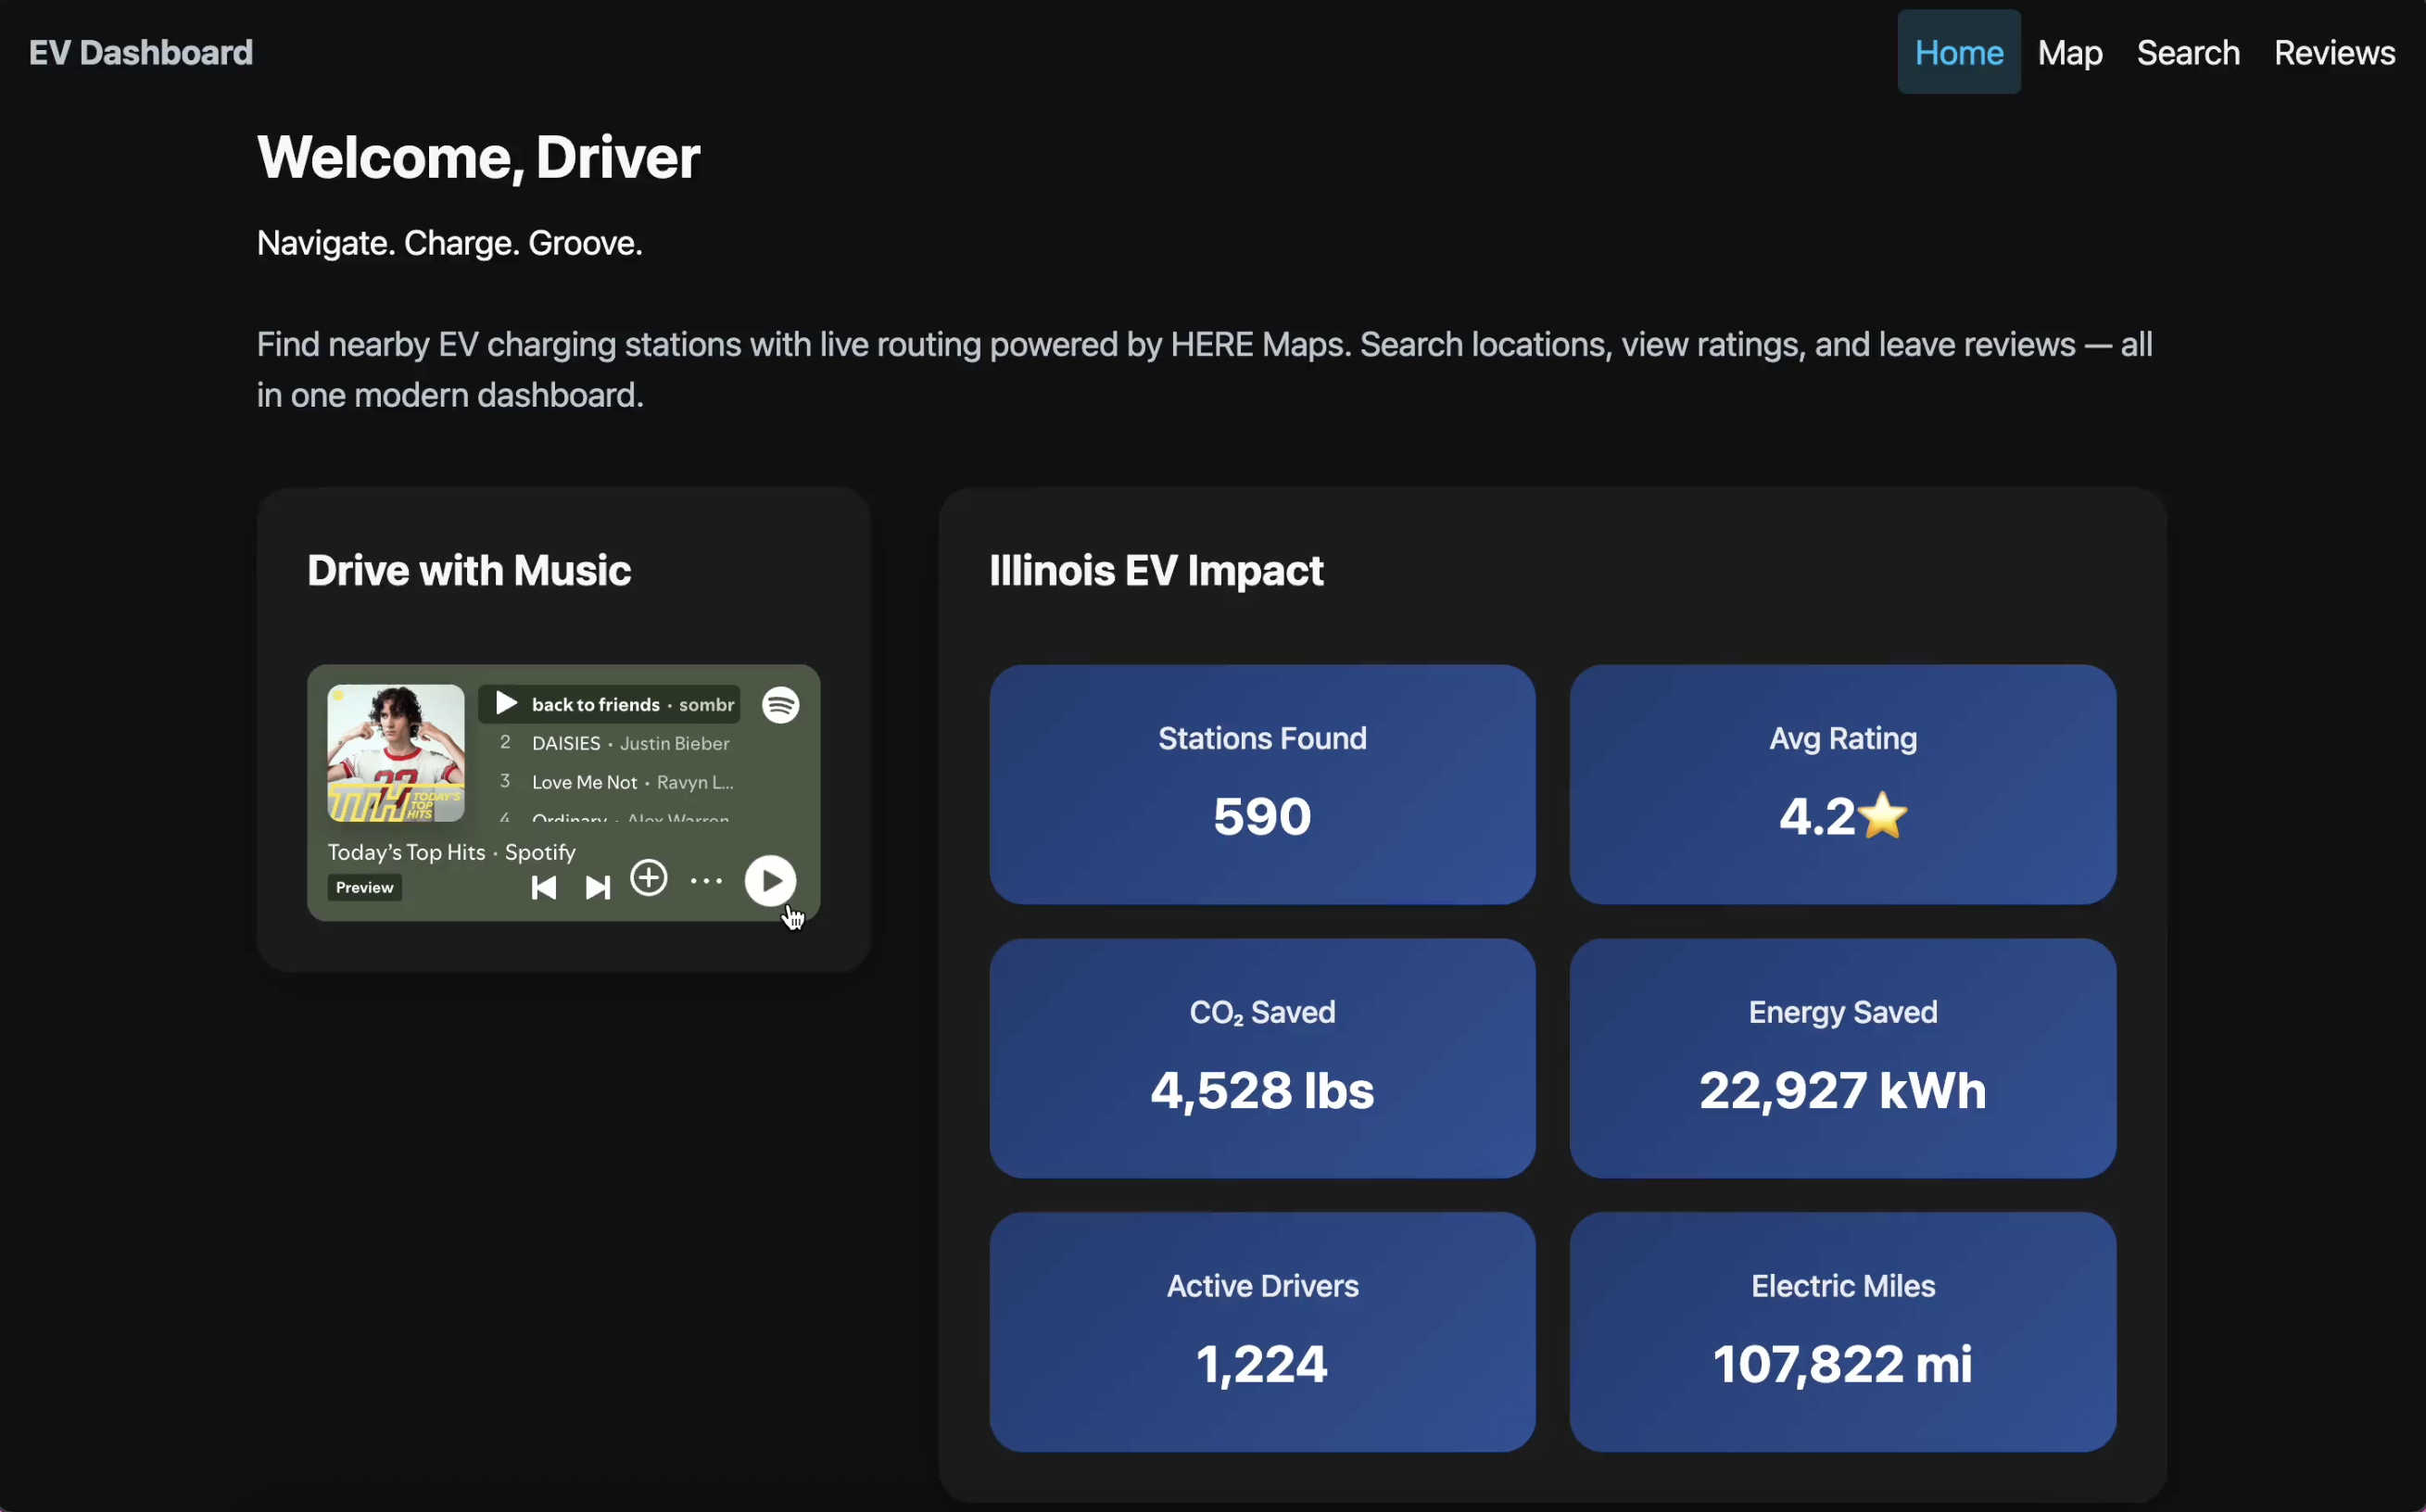 EV Dashboard
Home Map Search Reviews
Welcome, Driver
Navigate. Charge. Groove.
Find nearby EV charging stations with live routing powered by HERE Maps. Search locations, view ratings, and leave reviews — all
in one modern dashboard.
Drive with Music
back to friends · sombr
2 DAISIES · Justin Bieber
3 Love Me Not · Ravyn L...
4 Ordinary · Alex Warren
TTH TODAY'S
TOP
HITS
Today's Top Hits · Spotify
Preview
Illinois EV Impact
Stations Found
590
Avg Rating
4.2⭐
CO₂ Saved
4,528 lbs
Energy Saved
22,927 kWh
Active Drivers
1,224
Electric Miles
107,822 mi